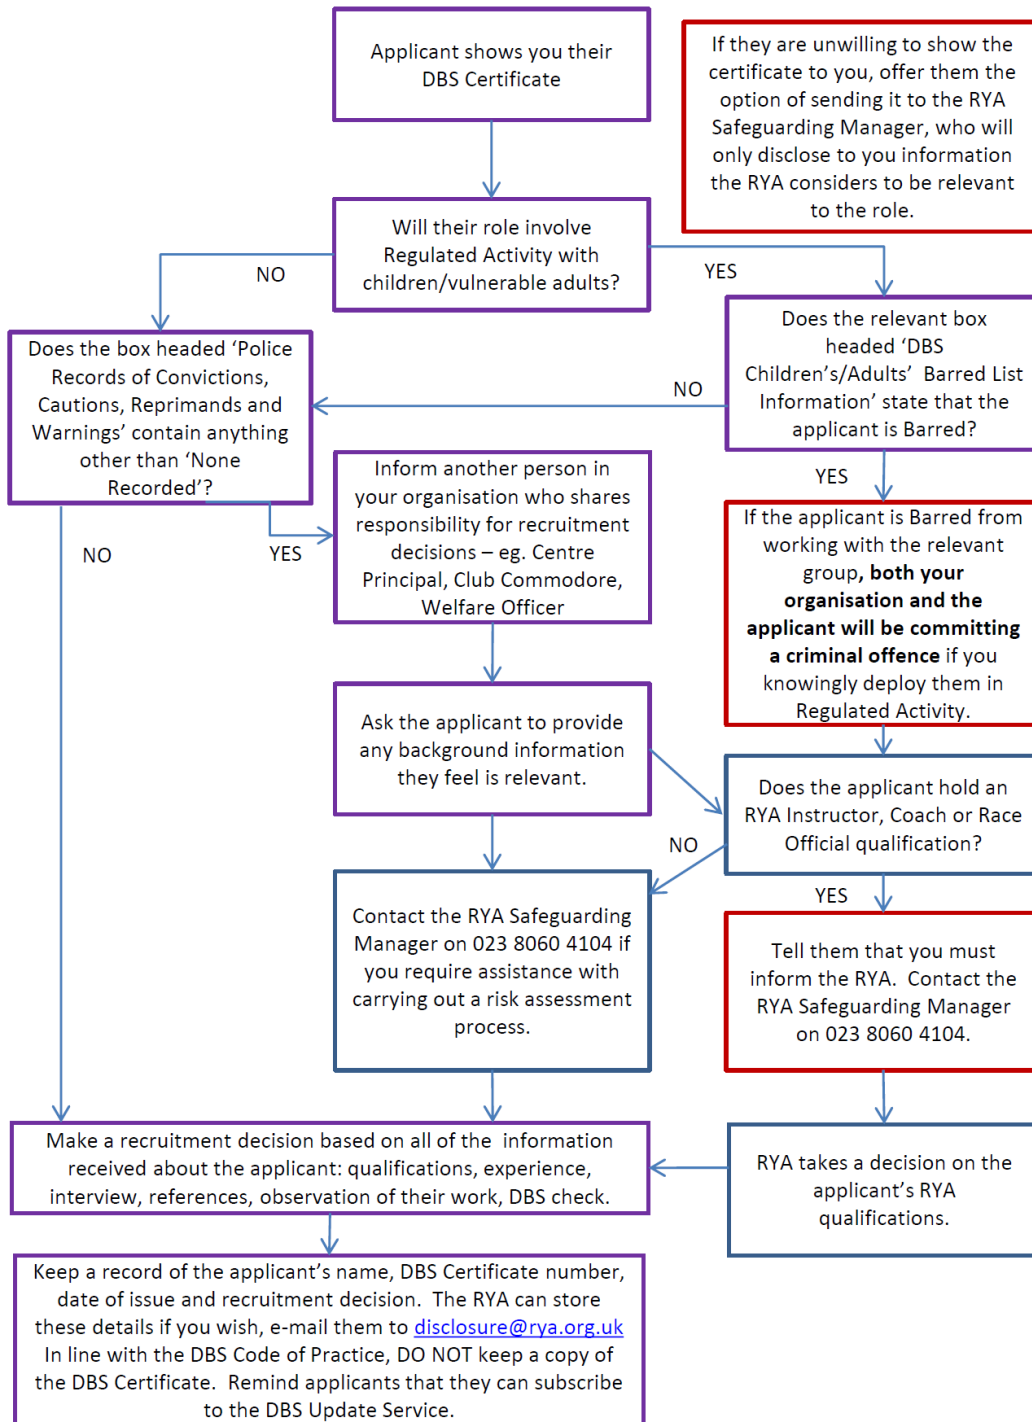 Applicant shows you their
DBS Certificate
If they are unwilling to show the
certificate to you, offer them the
option of sending it to the RYA
Safeguarding Manager, who will
only disclose to you information
the RYA considers to be relevant
to the role.
Will their role involve
Regulated Activity with
children/vulnerable adults?
NO
YES
Does the box headed ‘Police
Records of Convictions,
Cautions, Reprimands and
Warnings’ contain anything
other than ‘None
Recorded’?
Does the relevant box
headed ‘DBS
Children’s/Adults’ Barred List
Information’ state that the
applicant is Barred?
NO
YES
NO
YES
Inform another person in
your organisation who shares
responsibility for recruitment
decisions – eg. Centre
Principal, Club Commodore,
Welfare Officer
If the applicant is Barred from
working with the relevant
group, both your
organisation and the
applicant will be committing
a criminal offence if you
knowingly deploy them in
Regulated Activity.
Ask the applicant to provide
any background information
they feel is relevant.
Does the applicant hold an
RYA Instructor, Coach or Race
Official qualification?
NO
YES
Contact the RYA Safeguarding
Manager on 023 8060 4104 if
you require assistance with
carrying out a risk assessment
process.
Tell them that you must
inform the RYA. Contact the
RYA Safeguarding Manager
on 023 8060 4104.
Make a recruitment decision based on all of the information
received about the applicant: qualifications, experience,
interview, references, observation of their work, DBS check.
RYA takes a decision on the
applicant’s RYA
qualifications.
Keep a record of the applicant’s name, DBS Certificate number,
date of issue and recruitment decision. The RYA can store
these details if you wish, e-mail them to disclosure@rya.org.uk
In line with the DBS Code of Practice, DO NOT keep a copy of
the DBS Certificate. Remind applicants that they can subscribe
to the DBS Update Service.